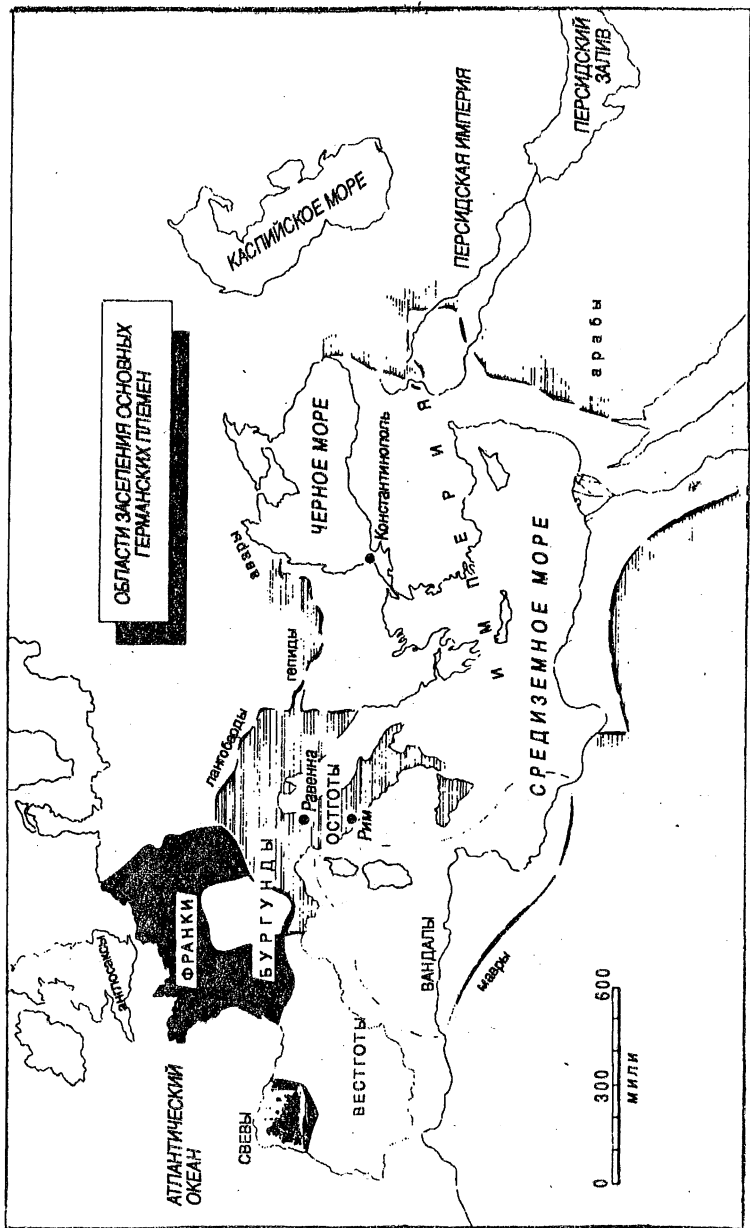 ОБЛАСТИ ЗАСЕЛЕНИЯ ОСНОВНЫХ
ГЕРМАНСКИХ ПЛЕМЕН
АТЛАНТИЧЕСКИЙ
ОКЕАН
англосаксы
ФРАНКИ
БУРГУНДЫ
СВЕВЫ
ВЕСТГОТЫ
ВАНДАЛЫ
мавры
лангобарды
Равенна
ОСТГОТЫ
Рим
гепиды
авары
ЧЕРНОЕ МОРЕ
Константинополь
ИМПЕРИЯ
СРЕДИЗЕМНОЕ МОРЕ
КАСПИЙСКОЕ МОРЕ
ПЕРСИДСКАЯ ИМПЕРИЯ
ПЕРСИДСКИЙ
ЗАЛИВ
арабы
0 300 600
МИЛИ